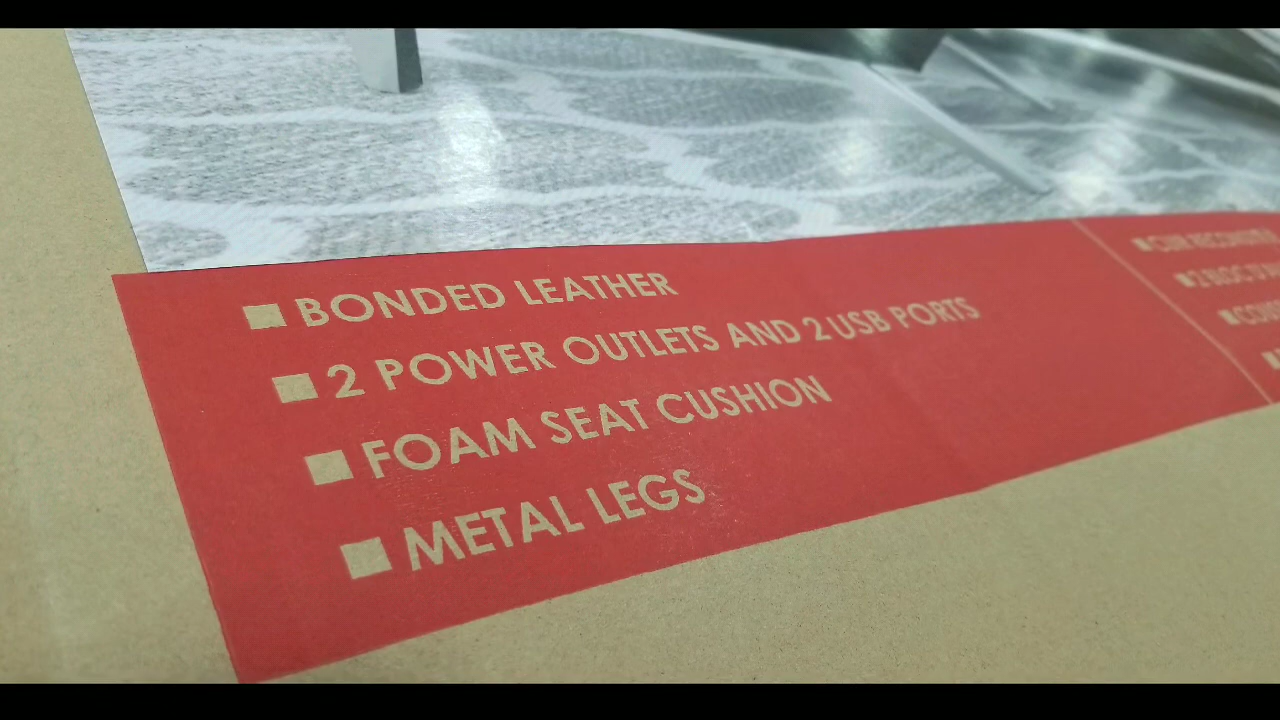 BONDED LEATHER
2 POWER OUTLETS AND 2 USB PORTS
FOAM SEAT CUSHION
METAL LEGS